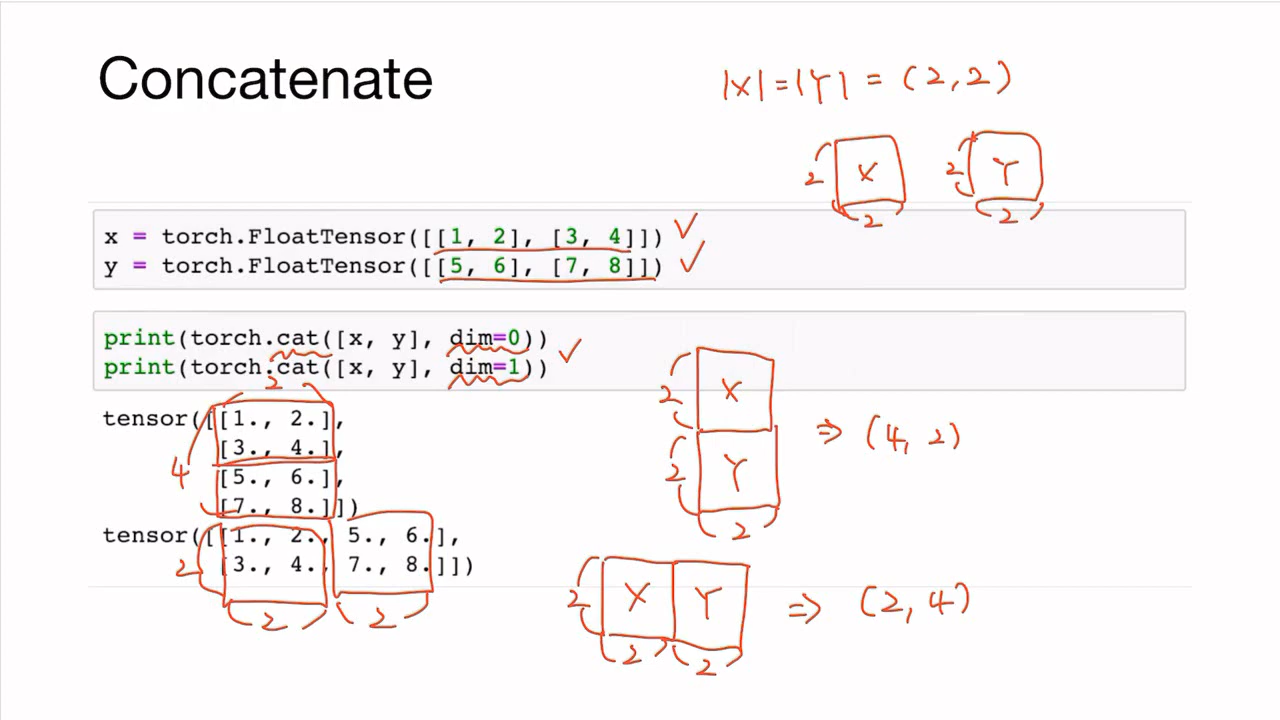 Concatenate
|X| = |Y| = (2,2)
2 X 2
2 Y 2
x = torch.FloatTensor([[1, 2], [3, 4]])
y = torch.FloatTensor([[5, 6], [7, 8]])
print(torch.cat([x, y], dim=0))
print(torch.cat([x, y], dim=1))
2
tensor([[1., 2.],
[3., 4.],
4
[5., 6.],
[7., 8.]])
tensor([[1., 2., 5., 6.],
2
[3., 4., 7., 8.]])
2 2
2 X
2 Y
2
⇒ (4, 2)
2 X Y
2 2
⇒ (2, 4)